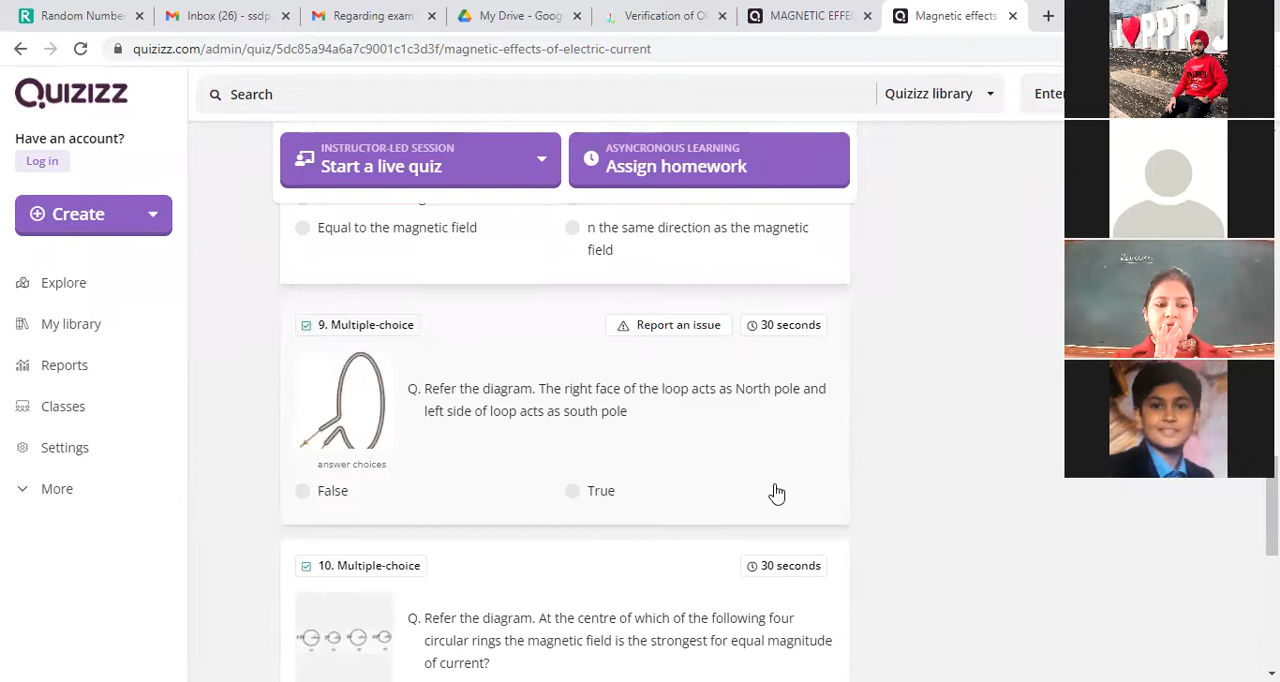 Random Numbe
Inbox (26) - ssdp
Regarding exam
My Drive - Goog
Verification of O
MAGNETIC EFFEC
Magnetic effects
quizizz.com/admin/quiz/5dc85a94a6a7c9001c1c3d3f/magnetic-effects-of-electric-current
QUIZIZZ
Search
Quizizz library
Enter
Have an account?
Log in
Create
Explore
My library
Reports
Classes
Settings
More
INSTRUCTOR-LED SESSION
Start a live quiz
ASYNCRONOUS LEARNING
Assign homework
Equal to the magnetic field
n the same direction as the magnetic
field
9. Multiple-choice
Report an issue
30 seconds
Q. Refer the diagram. The right face of the loop acts as North pole and
left side of loop acts as south pole
answer choices
False
True
10. Multiple-choice
30 seconds
Q. Refer the diagram. At the centre of which of the following four
circular rings the magnetic field is the strongest for equal magnitude
of current?
I PPR
Revision